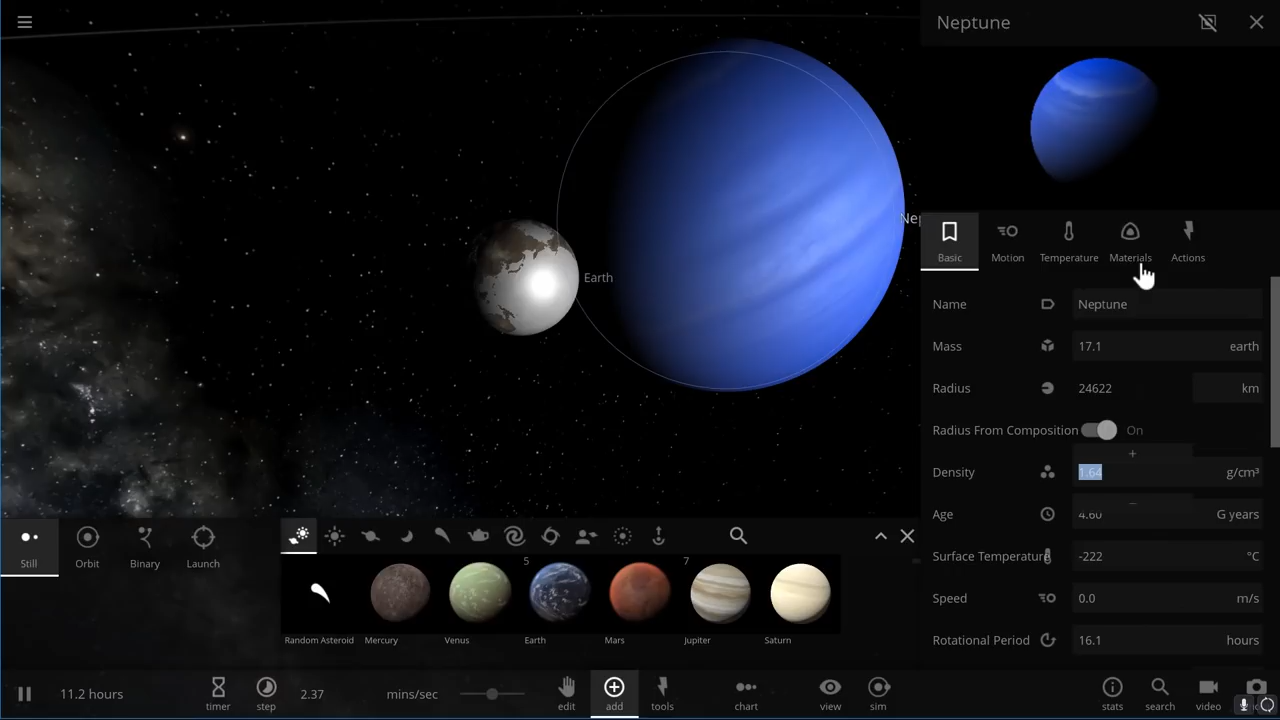 Neptune
Earth
Nep
Basic
Motion
Temperature
Materials
Actions
Name
Neptune
Mass
17.1
earth
Radius
24622
km
Radius From Composition
On
+
Density
1.64
g/cm³
Age
4.60
G years
Surface Temperature
-222
°C
Speed
0.0
m/s
Rotational Period
16.1
hours
Still
Orbit
Binary
Launch
5
7
Random Asteroid
Mercury
Venus
Earth
Mars
Jupiter
Saturn
11.2 hours
timer
step
2.37
mins/sec
edit
add
tools
chart
view
sim
stats
search
video